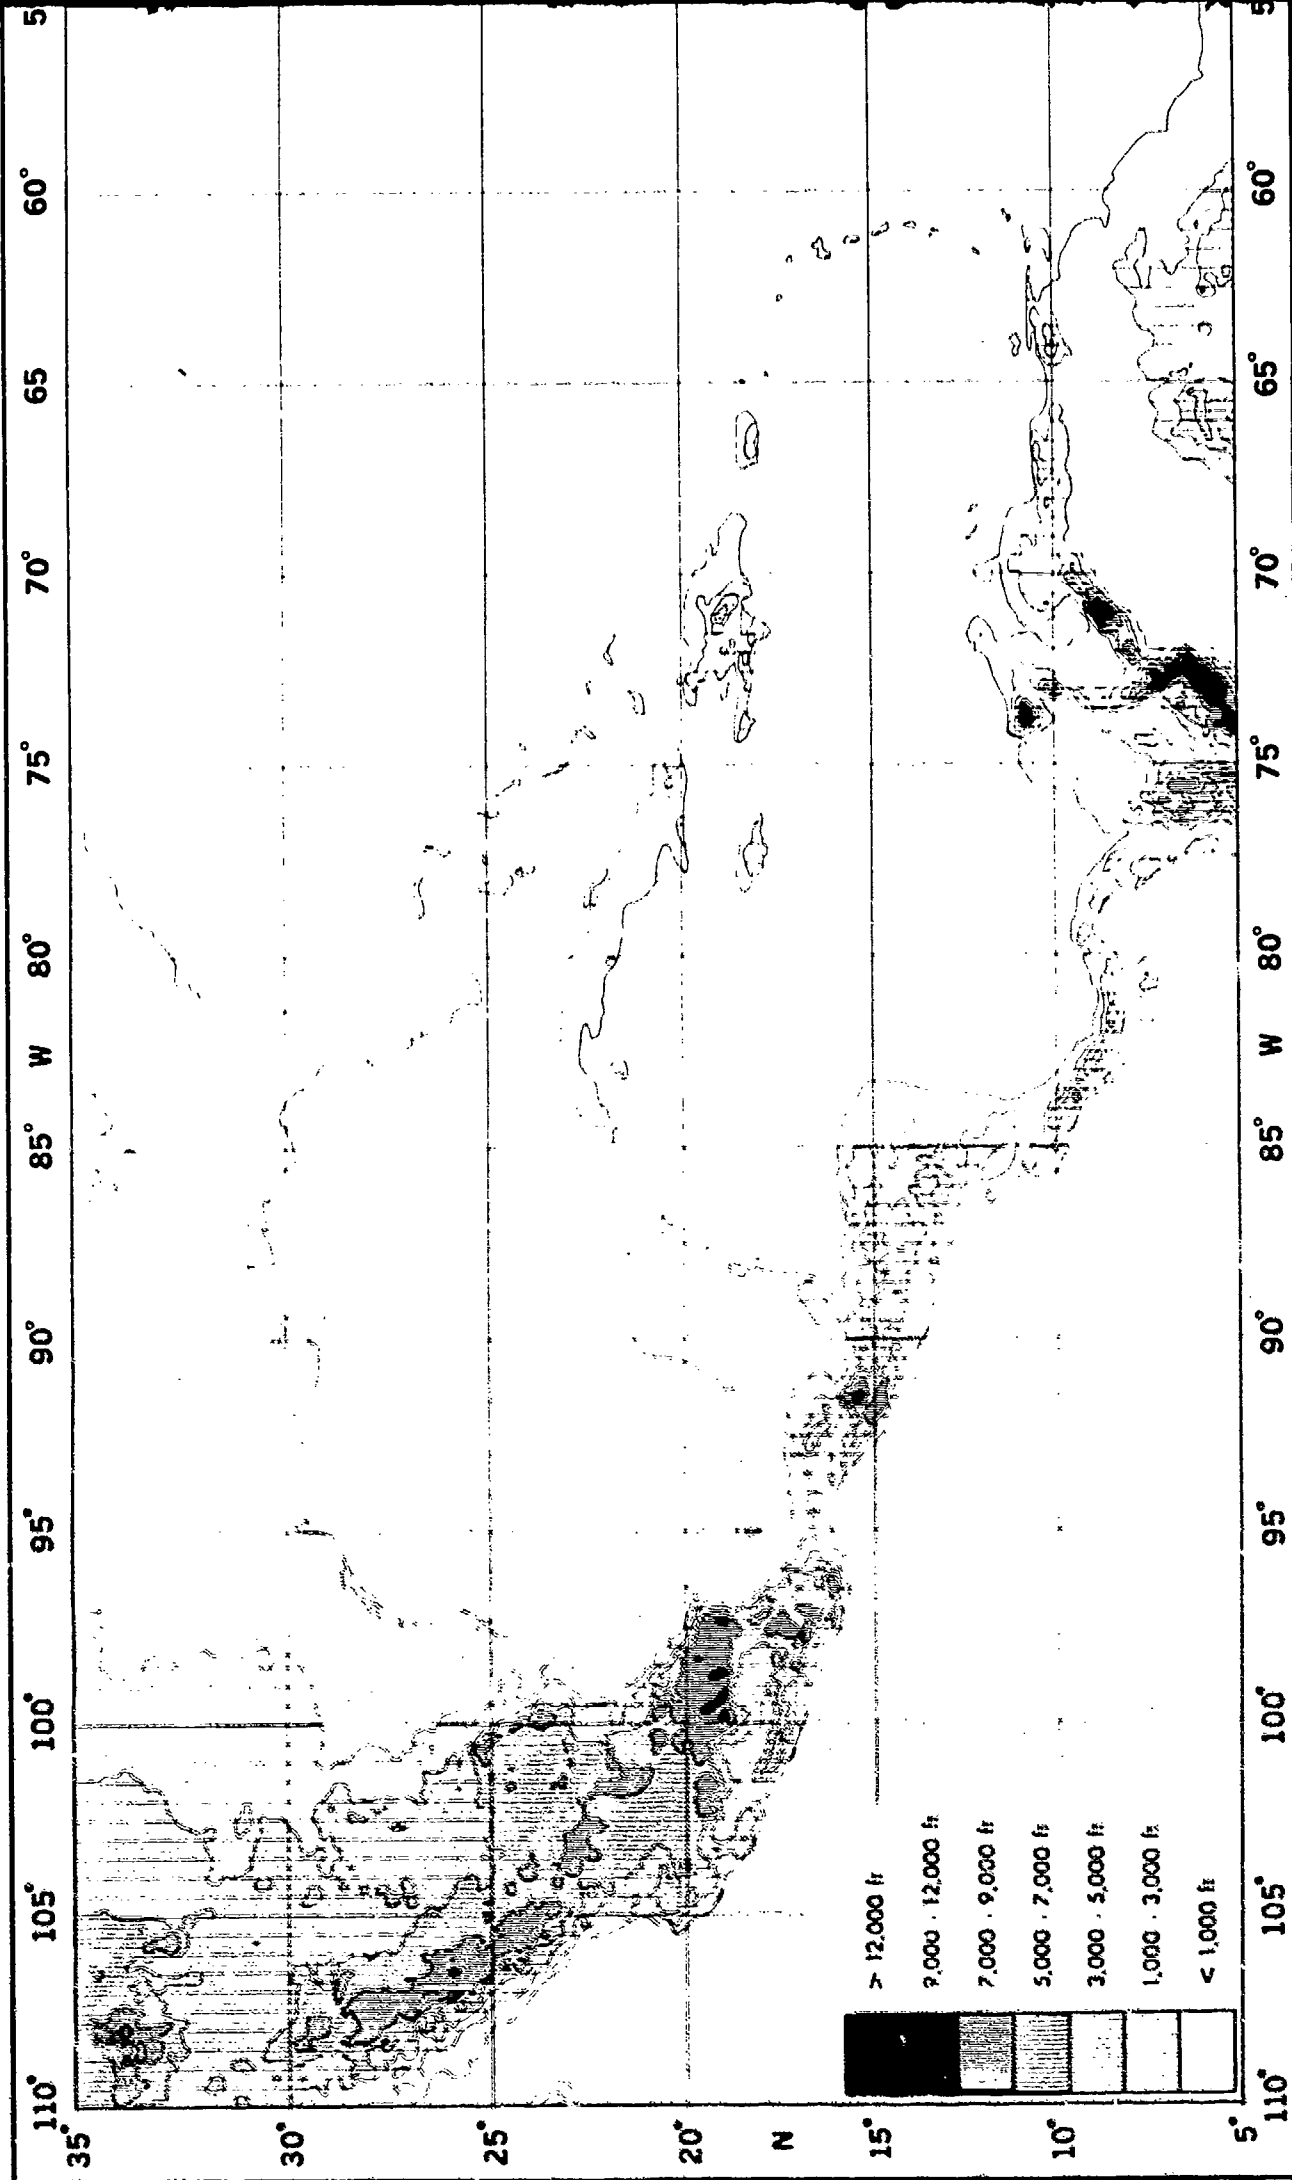 110° 105° 100° 95° 90° 85° W 80° 75° 70° 65 60° 5
35°
30°
25°
20°
N
15°
10°
5°
> 12,000 ft
9,000 - 12,000 ft
7,000 - 9,000 ft
5,000 - 7,000 ft
3,000 - 5,000 ft
1,000 - 3,000 ft
< 1,000 ft
110° 105° 100° 95° 90° 85° W 80° 75° 70° 65° 60° 5